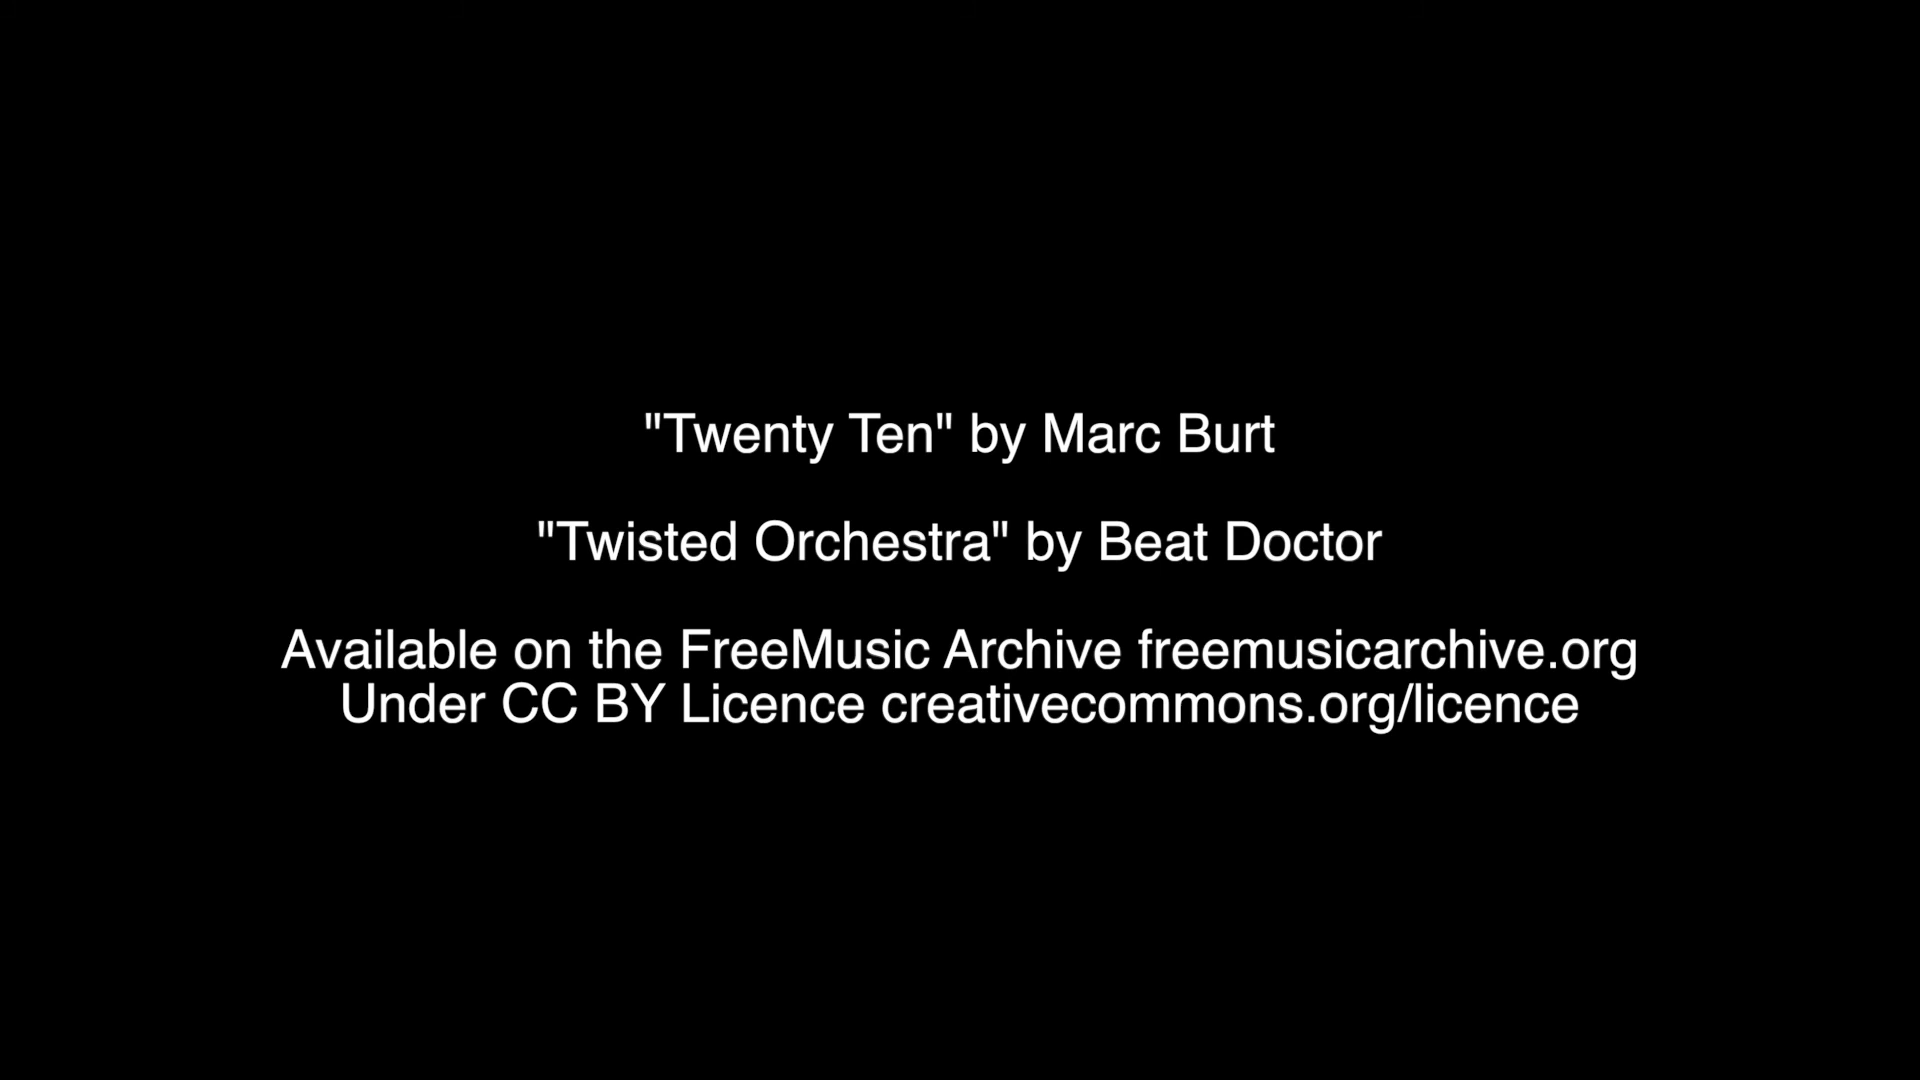 "Twenty Ten" by Marc Burt
"Twisted Orchestra" by Beat Doctor
Available on the FreeMusic Archive freemusicarchive.org
Under CC BY Licence creativecommons.org/licence